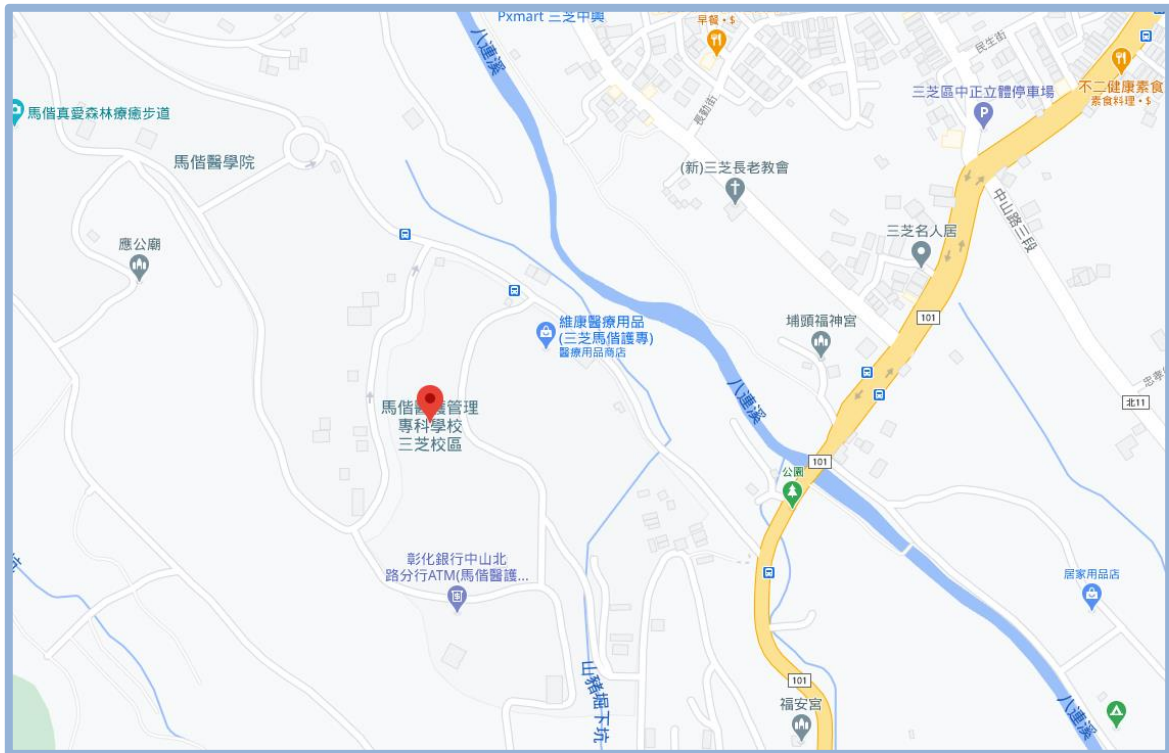 Pxmart 三芝中興
早餐・$
八連溪
民生街
長勤街
三芝區中正立體停車場
P
不二健康素食
素食料理・$
馬偕真愛森林療癒步道
馬偕醫學院
(新)三芝長老教會
中山路三段
應公廟
三芝名人居
維康醫療用品
(三芝馬偕護專)
醫療用品商店
埔頭福神宮
101
八連溪
忠孝
北11
馬偕醫護管理
專科學校
三芝校區
101
公園
彰化銀行中山北
路分行ATM(馬偕醫護...
$
居家用品店
山豬堀下坑
101
福安宮
八連溪
坑